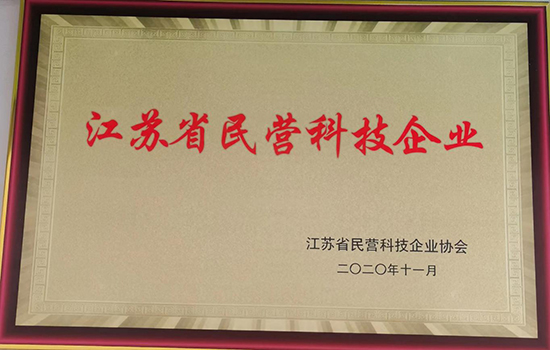 江苏省民营科技企业
江苏省民营科技企业协会
二〇二〇年十一月